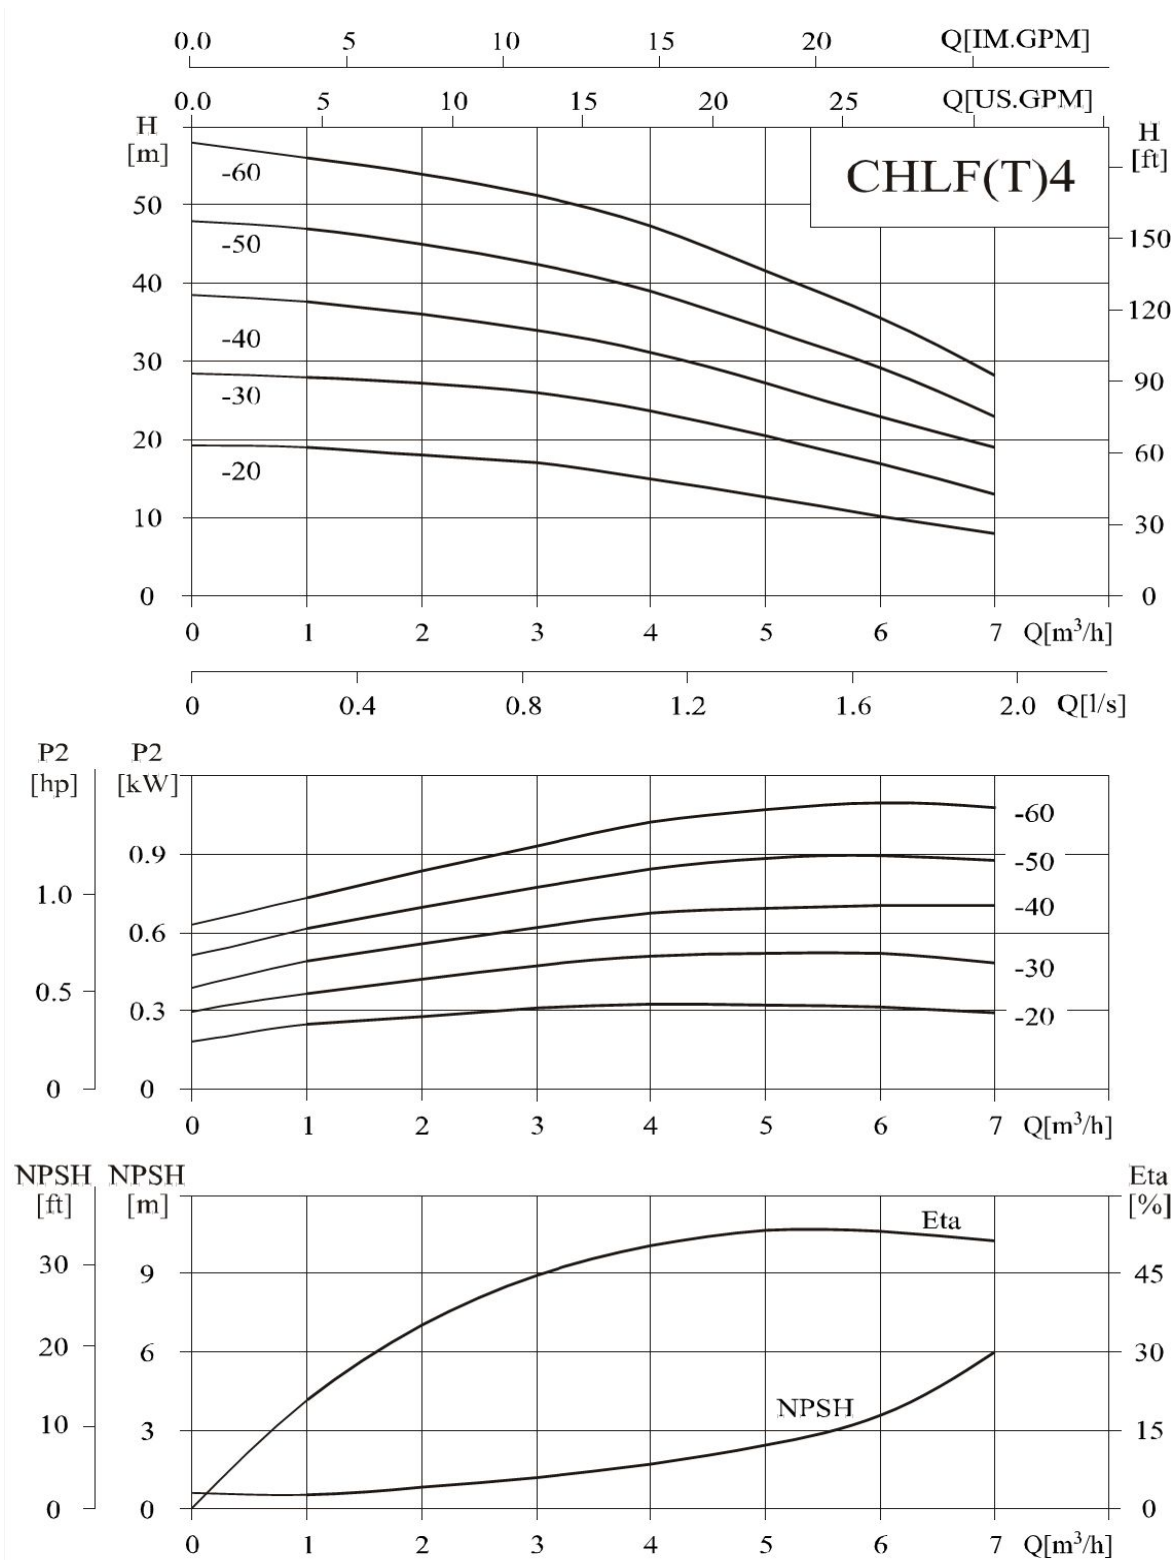 0.0 5 10 15 20 Q[IM.GPM]
0.0 5 10 15 20 25 Q[US.GPM]
H H
[m] [ft]
CHLF(T)4
-60
50
150
-50
40
120
-40
30
90
-30
20
60
-20
10
30
0 0
0 1 2 3 4 5 6 7 Q[m³/h]
0 0.4 0.8 1.2 1.6 2.0 Q[l/s]
P2 P2
[hp] [kW]
-60
0.9
-50
1.0
-40
0.6
-30
0.5
0.3
-20
0 0
0 1 2 3 4 5 6 7 Q[m³/h]
NPSH NPSH Eta
[ft] [m] [%]
Eta
30 9 45
20 6 30
NPSH
10 3 15
0 0 0
0 1 2 3 4 5 6 7 Q[m³/h]